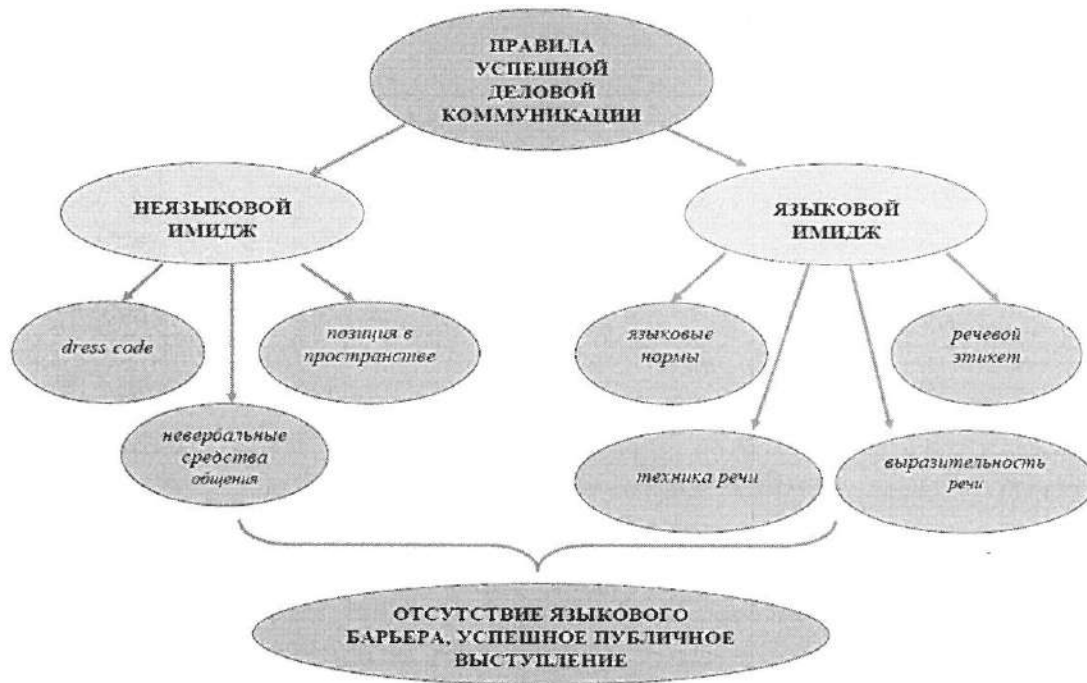 ПРАВИЛА
УСПЕШНОЙ
ДЕЛОВОЙ
КОММУНИКАЦИИ
НЕЯЗЫКОВОЙ
ИМИДЖ
ЯЗЫКОВОЙ
ИМИДЖ
dress code
позиция в
пространстве
языковые
нормы
речевой
этикет
невербальные
средства
общения
техника речи
выразительность
речи
ОТСУТСТВИЕ ЯЗЫКОВОГО
БАРЬЕРА, УСПЕШНОЕ ПУБЛИЧНОЕ
ВЫСТУПЛЕНИЕ